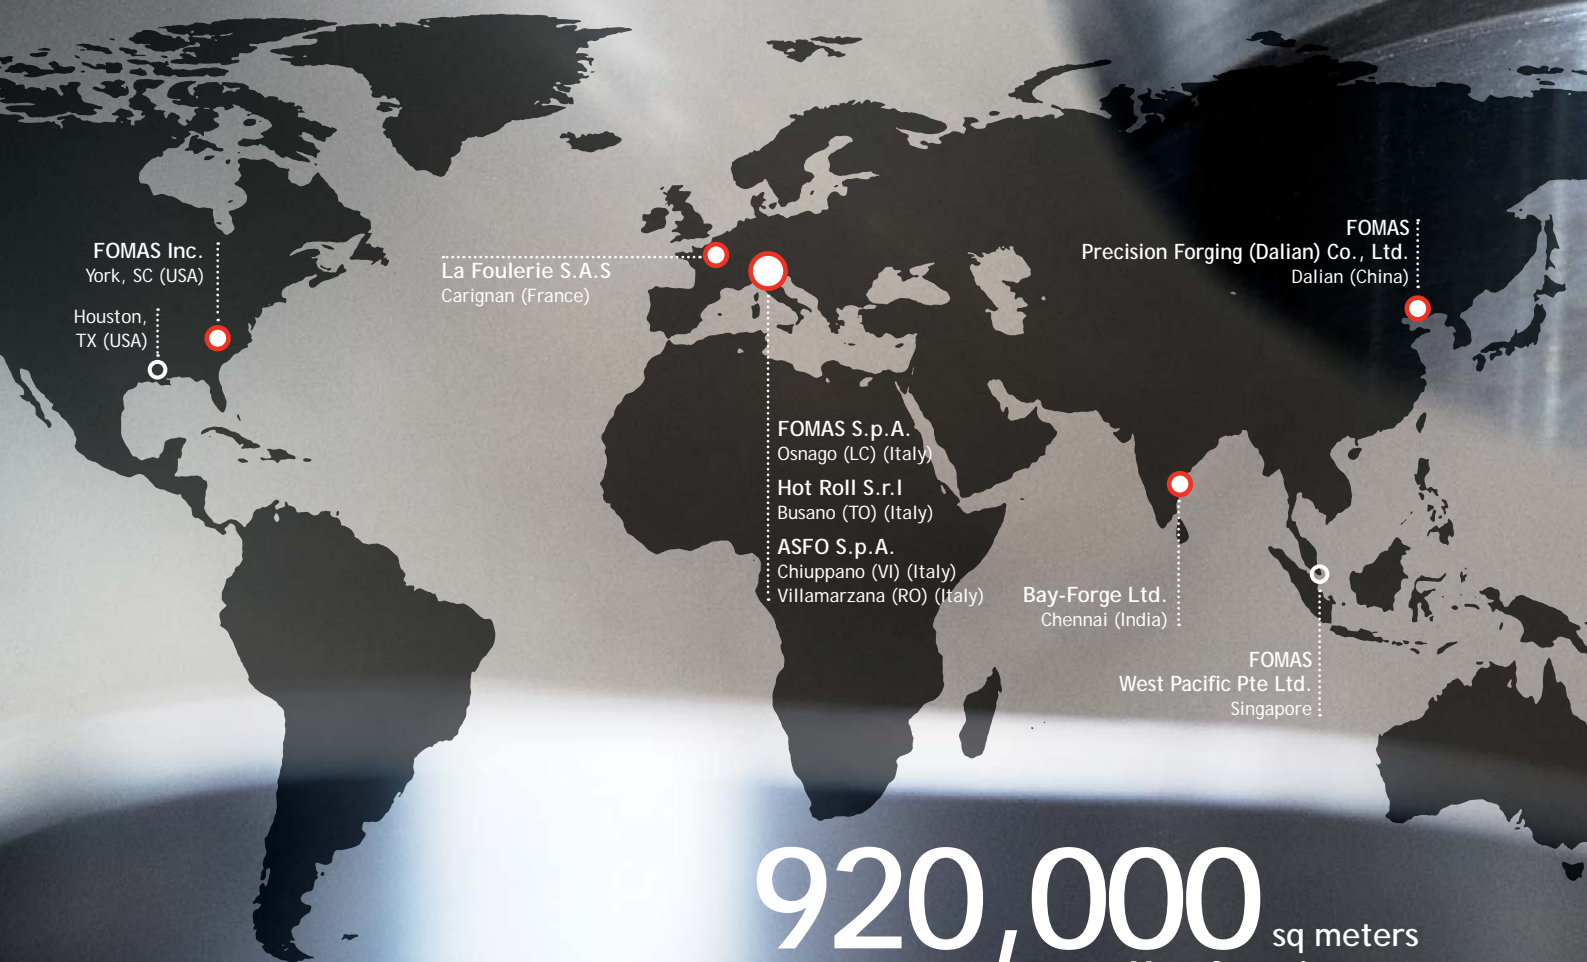 FOMAS Inc.
York, SC (USA)
Houston,
TX (USA)
La Foulerie S.A.S
Carignan (France)
FOMAS
Precision Forging (Dalian) Co., Ltd.
Dalian (China)
FOMAS S.p.A.
Osnago (LC) (Italy)
Hot Roll S.r.l
Busano (TO) (Italy)
ASFO S.p.A.
Chiuppano (VI) (Italy)
Villamarzana (RO) (Italy)
Bay-Forge Ltd.
Chennai (India)
FOMAS
West Pacific Pte Ltd.
Singapore
920,000 sq meters